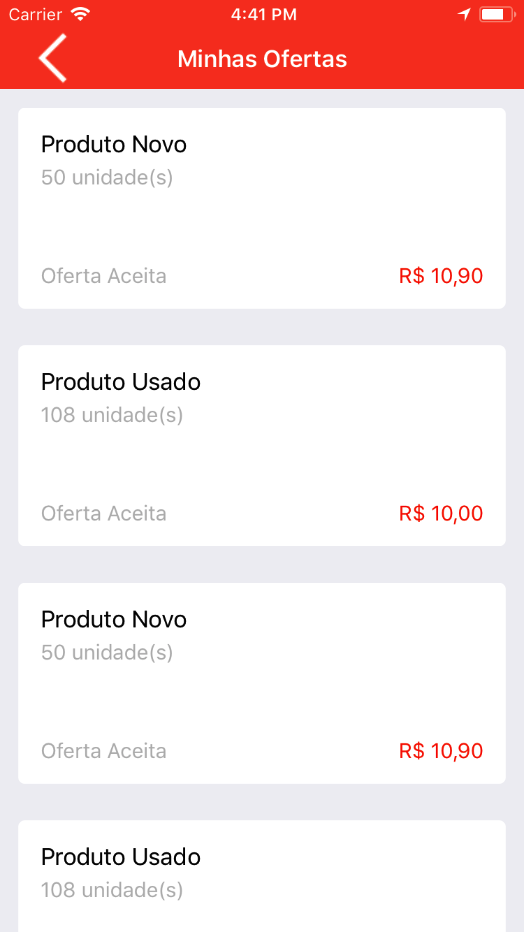 Carrier 4:41 PM
Minhas Ofertas
Produto Novo
50 unidade(s)
Oferta Aceita R$ 10,90
Produto Usado
108 unidade(s)
Oferta Aceita R$ 10,00
Produto Novo
50 unidade(s)
Oferta Aceita R$ 10,90
Produto Usado
108 unidade(s)